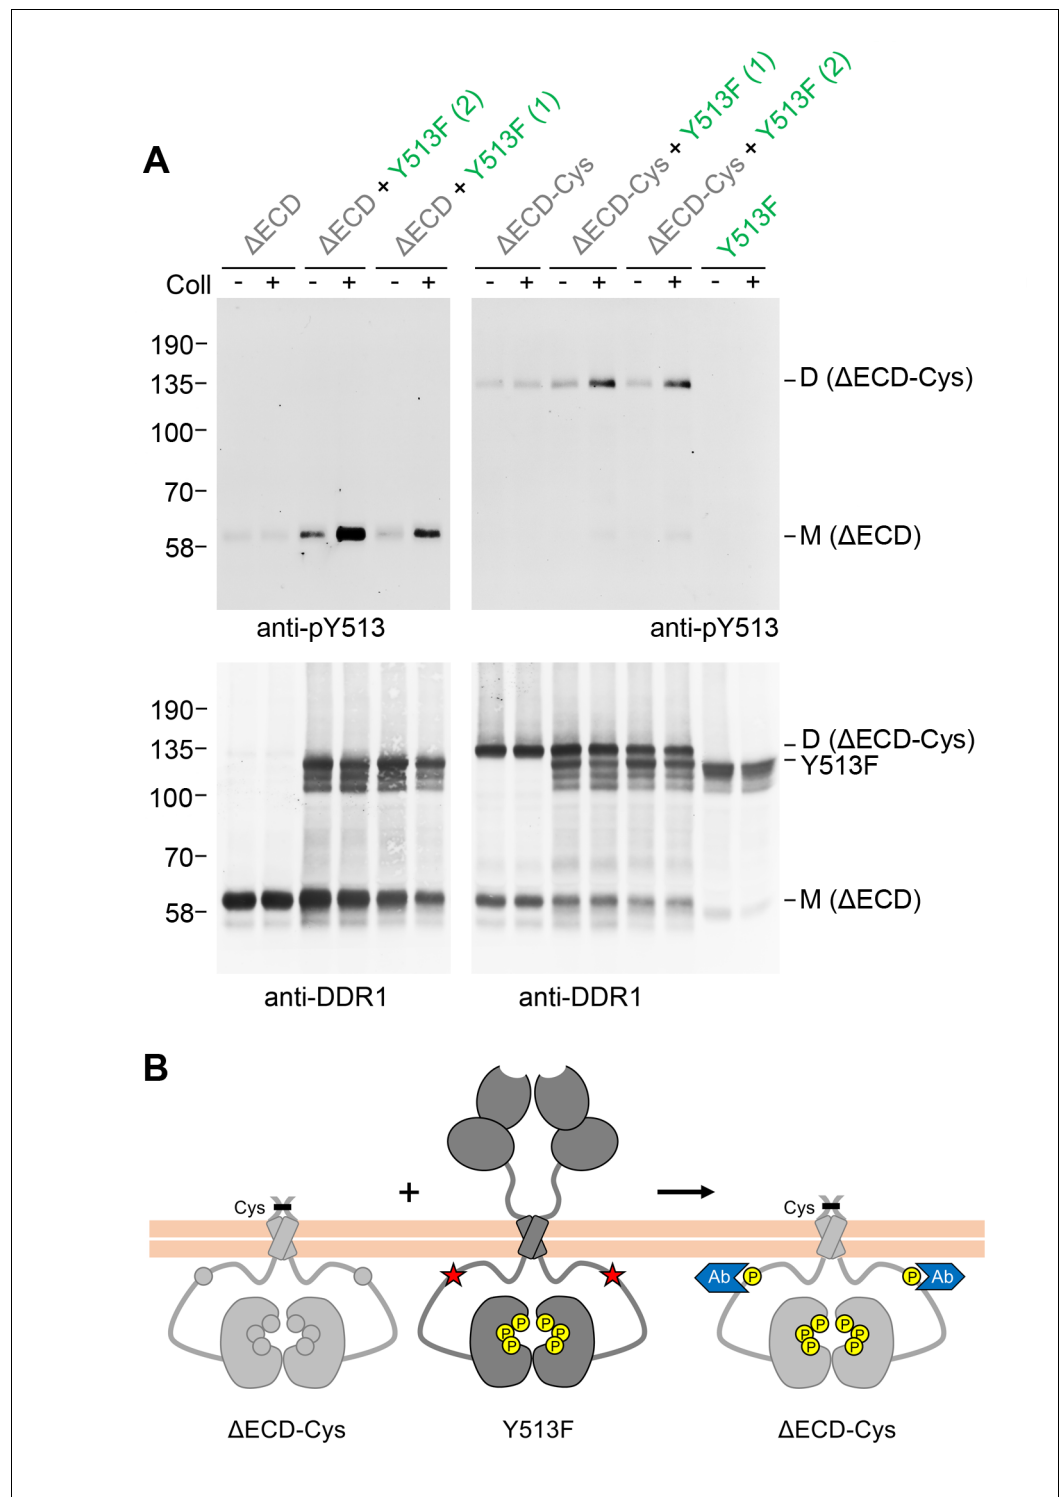 A
ΔECD
ΔECD + Y513F (2)
ΔECD + Y513F (1)
ΔECD-Cys
ΔECD-Cys + Y513F (1)
ΔECD-Cys + Y513F (2)
Y513F
Coll - + - + - + - + - + - + - +
190-
135-
100-
70-
58-
-D (ΔECD-Cys)
-M (ΔECD)
anti-pY513 anti-pY513
190-
135-
100-
70-
58-
-D (ΔECD-Cys)
-Y513F
-M (ΔECD)
anti-DDR1 anti-DDR1
B
+
Cys Cys
Ab P P Ab
P P P P P P P P P P P P
ΔECD-Cys Y513F ΔECD-Cys